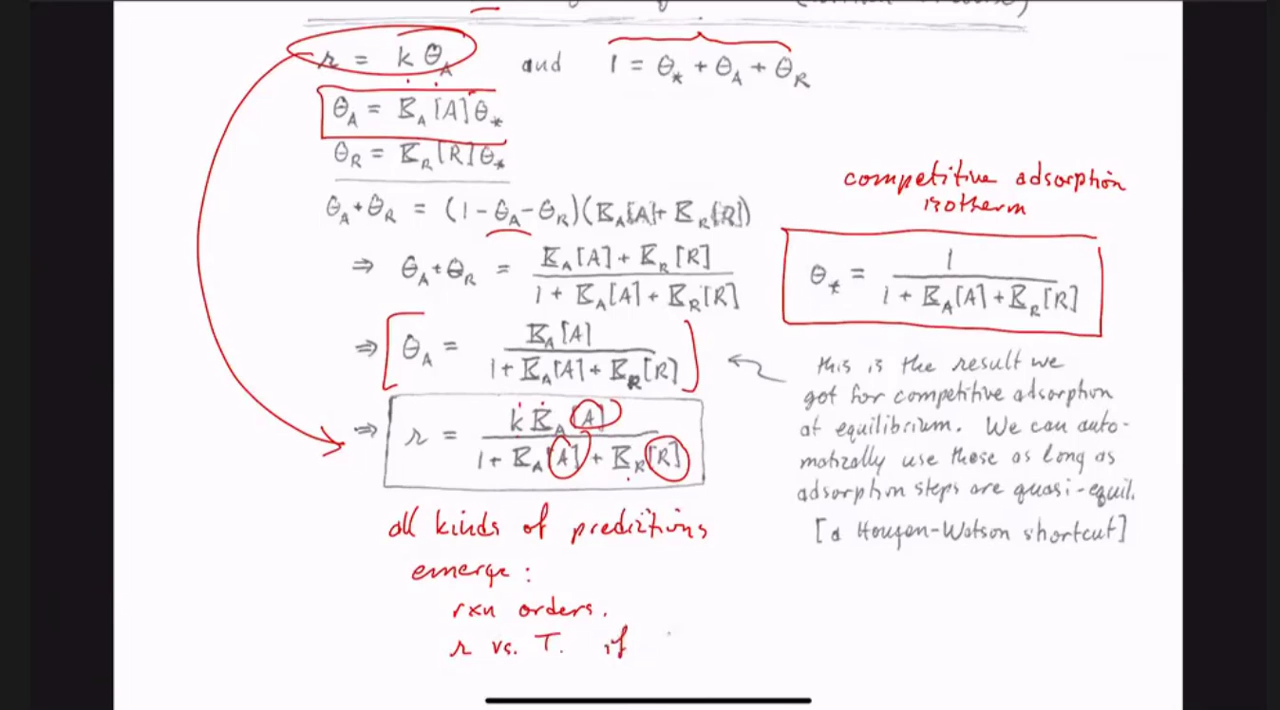 r = k θ_A and 1 = θ_* + θ_A + θ_R
θ_A = K_A [A] θ_*
θ_R = K_R [R] θ_*
θ_A + θ_R = (1 - θ_A - θ_R)(K_A[A] + K_R[R])
⇒ θ_A + θ_R = K_A[A] + K_R[R] / 1 + K_A[A] + K_R[R]
⇒ θ_A = K_A[A] / 1 + K_A[A] + K_R[R]
⇒ r = k K_A [A] / 1 + K_A[A] + K_R[R]
all kinds of predictions
emerge:
rxn orders.
r vs. T. if
competitive adsorption
isotherm
θ_* = 1 / 1 + K_A[A] + K_R[R]
this is the result we
got for competitive adsorption
at equilibrium. We can auto-
matically use these as long as
adsorption steps are quasi-equil.
[a Hougen-Watson shortcut]